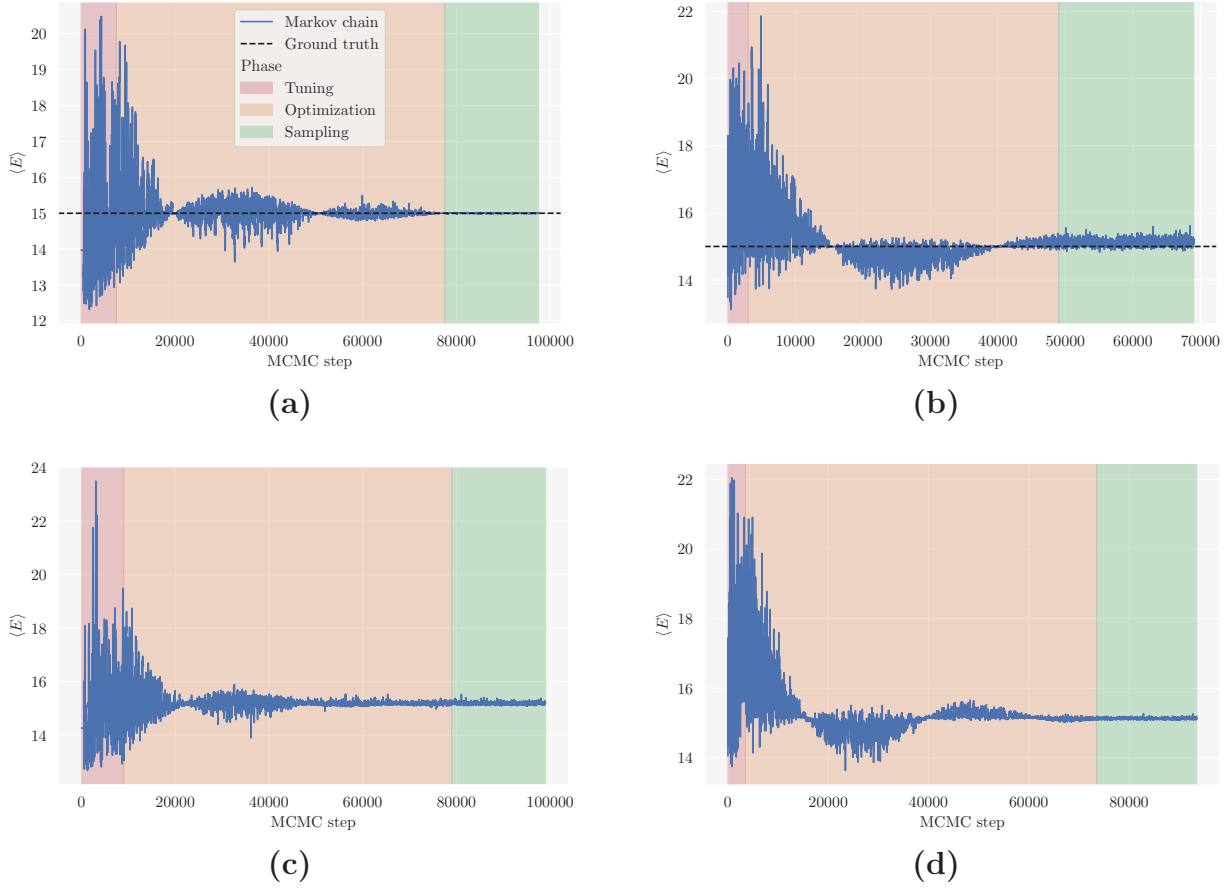 20
19
18
17
16
15
14
13
12
⟨E⟩
Markov chain
Ground truth
Phase
Tuning
Optimization
Sampling
0 20000 40000 60000 80000 100000
MCMC step
(a)
22
20
18
16
14
⟨E⟩
0 10000 20000 30000 40000 50000 60000 70000
MCMC step
(b)
24
22
20
18
16
14
⟨E⟩
0 20000 40000 60000 80000 100000
MCMC step
(c)
22
20
18
16
14
⟨E⟩
0 20000 40000 60000 80000
MCMC step
(d)